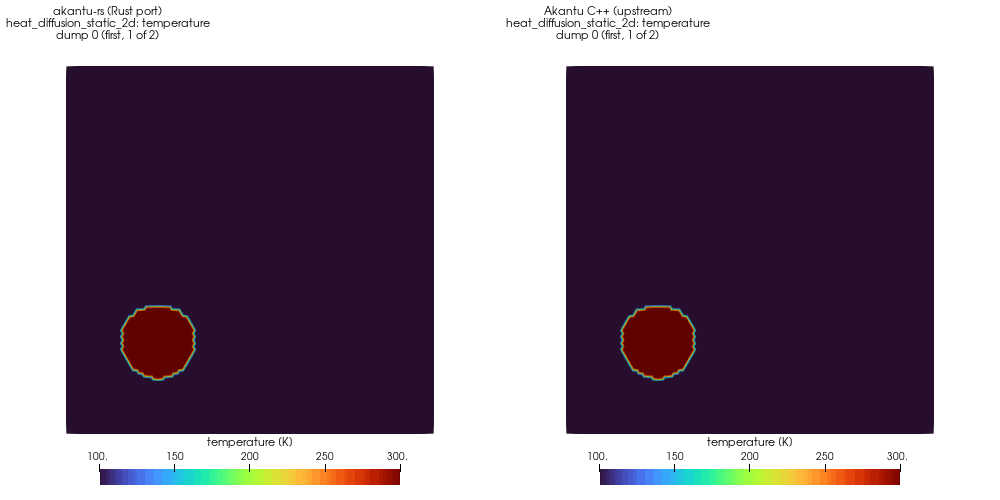 akantu-rs (Rust port)
heat_diffusion_static_2d: temperature
dump 0 (first, 1 of 2)
temperature (K)
100. 150 200 250 300.
Akantu C++ (upstream)
heat_diffusion_static_2d: temperature
dump 0 (first, 1 of 2)
temperature (K)
100. 150 200 250 300.